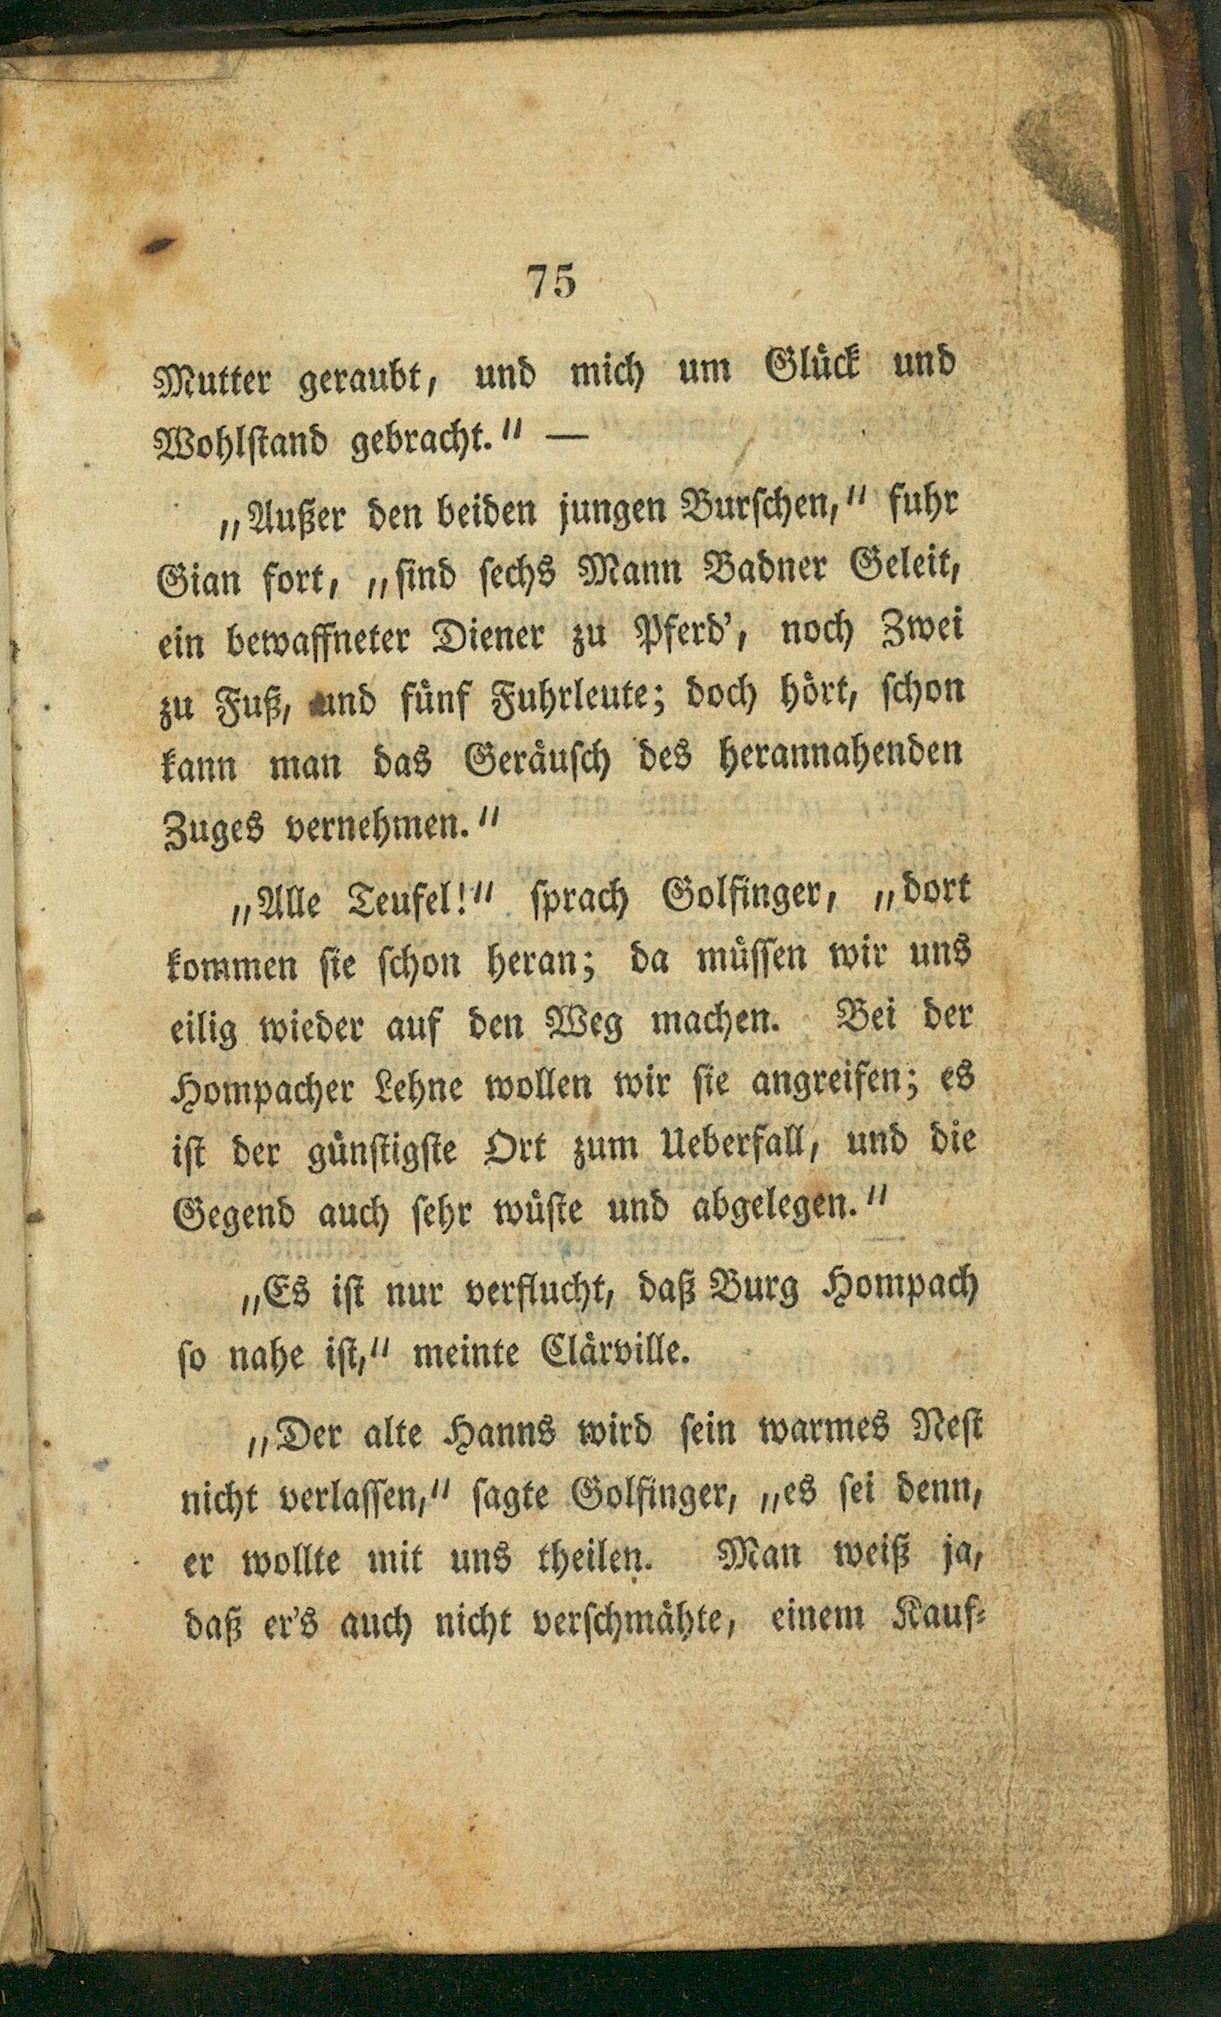 75
Mutter geraubt, und mich um Glück und
Wohlstand gebracht." —
„Außer den beiden jungen Burschen," fuhr
Gian fort, „sind sechs Mann Badner Geleit,
ein bewaffneter Diener zu Pferd', noch Zwei
zu Fuß, und fünf Fuhrleute; doch hört, schon
kann man das Geräusch des herannahenden
Zuges vernehmen."
„Alle Teufel!" sprach Golfinger, „dort
kommen sie schon heran; da müssen wir uns
eilig wieder auf den Weg machen. Bei der
Hompacher Lehne wollen wir sie angreifen; es
ist der günstigste Ort zum Ueberfall, und die
Gegend auch sehr wüste und abgelegen."
„Es ist nur verflucht, daß Burg Hompach
so nahe ist," meinte Clärville.
„Der alte Hanns wird sein warmes Nest
nicht verlassen," sagte Golfinger, „es sei denn,
er wollte mit uns theilen. Man weiß ja,
daß er's auch nicht verschmähte, einem Kauf-